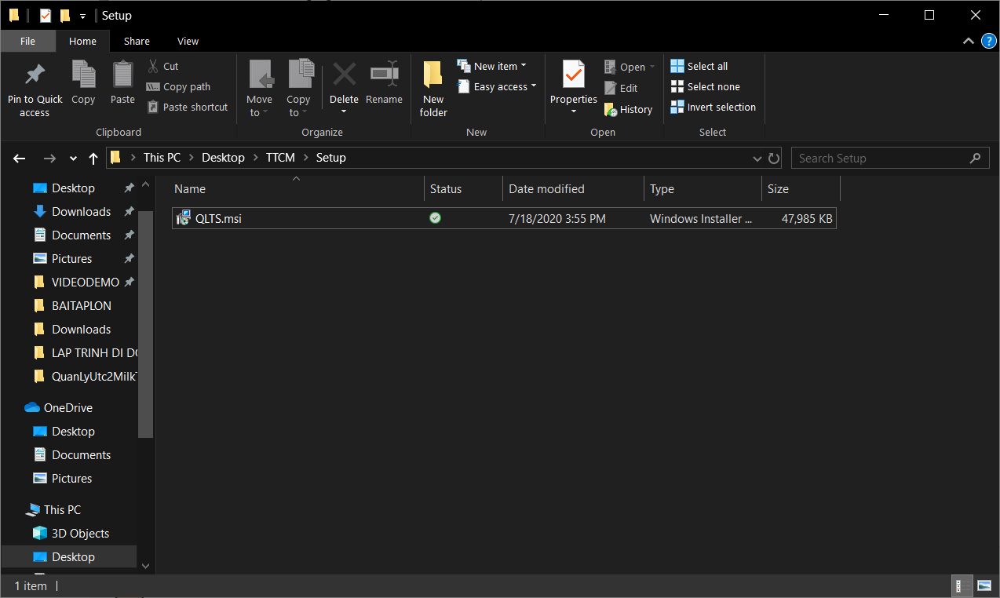 Setup
File Home Share View
Pin to Quick access
Copy
Paste
Cut
Copy path
Paste shortcut
Clipboard
Move to
Copy to
Delete
Rename
Organize
New folder
New item
Easy access
New
Properties
Open
Edit
History
Open
Select all
Select none
Invert selection
Select
This PC > Desktop > TTCM > Setup
Search Setup
Desktop
Downloads
Documents
Pictures
VIDEODEMO
BAITAPLON
Downloads
LAP TRINH DI
QuanLyUtc2Milk
OneDrive
Desktop
Documents
Pictures
This PC
3D Objects
Desktop
Name Status Date modified Type Size
QLTS.msi 7/18/2020 3:55 PM Windows Installer ... 47,985 KB
1 item